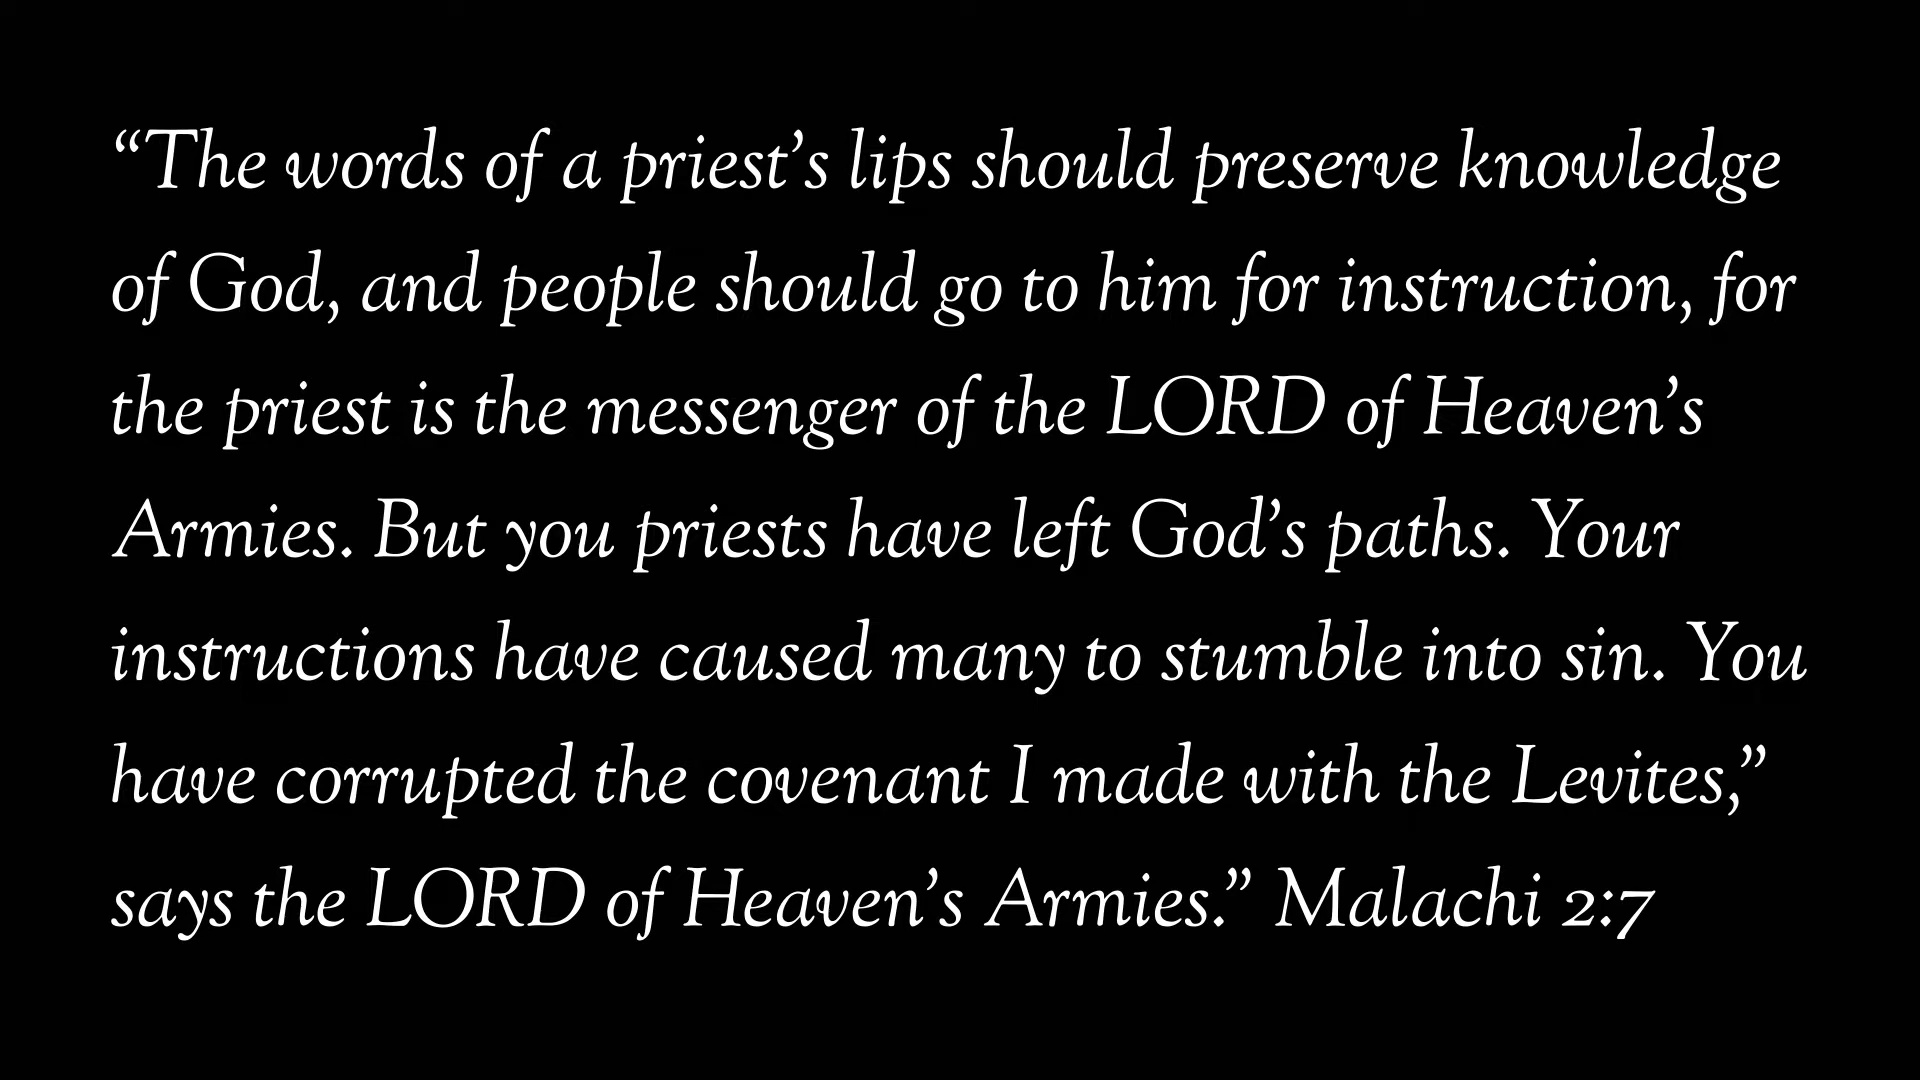 “The words of a priest’s lips should preserve knowledge
of God, and people should go to him for instruction, for
the priest is the messenger of the LORD of Heaven’s
Armies. But you priests have left God’s paths. Your
instructions have caused many to stumble into sin. You
have corrupted the covenant I made with the Levites,”
says the LORD of Heaven’s Armies.” Malachi 2:7